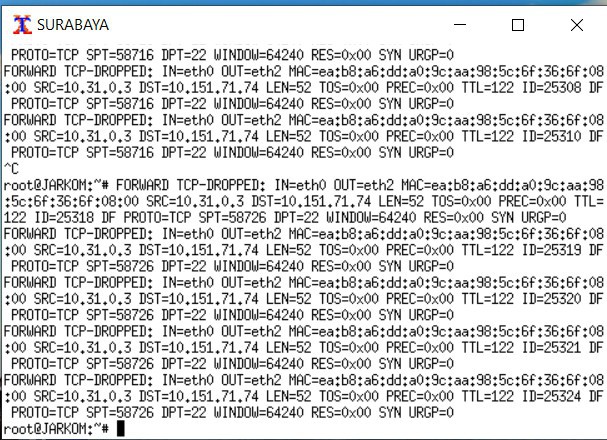 SURABAYA
PROTO=TCP SPT=58716 DPT=22 WINDOW=64240 RES=0x00 SYN URGP=0
FORWARD TCP-DROPPED: IN=eth0 OUT=eth2 MAC=ea:b8:a6:dd:a0:9c:aa:98:5c:6f:36:6f:08
:00 SRC=10.31.0.3 DST=10.151.71.74 LEN=52 TOS=0x00 PREC=0x00 TTL=122 ID=25308 DF
PROTO=TCP SPT=58716 DPT=22 WINDOW=64240 RES=0x00 SYN URGP=0
FORWARD TCP-DROPPED: IN=eth0 OUT=eth2 MAC=ea:b8:a6:dd:a0:9c:aa:98:5c:6f:36:6f:08
:00 SRC=10.31.0.3 DST=10.151.71.74 LEN=52 TOS=0x00 PREC=0x00 TTL=122 ID=25310 DF
PROTO=TCP SPT=58716 DPT=22 WINDOW=64240 RES=0x00 SYN URGP=0
^C
root@JARKOM:~# FORWARD TCP-DROPPED: IN=eth0 OUT=eth2 MAC=ea:b8:a6:dd:a0:9c:aa:98
:5c:6f:36:6f:08:00 SRC=10.31.0.3 DST=10.151.71.74 LEN=52 TOS=0x00 PREC=0x00 TTL=
122 ID=25318 DF PROTO=TCP SPT=58726 DPT=22 WINDOW=64240 RES=0x00 SYN URGP=0
FORWARD TCP-DROPPED: IN=eth0 OUT=eth2 MAC=ea:b8:a6:dd:a0:9c:aa:98:5c:6f:36:6f:08
:00 SRC=10.31.0.3 DST=10.151.71.74 LEN=52 TOS=0x00 PREC=0x00 TTL=122 ID=25319 DF
PROTO=TCP SPT=58726 DPT=22 WINDOW=64240 RES=0x00 SYN URGP=0
FORWARD TCP-DROPPED: IN=eth0 OUT=eth2 MAC=ea:b8:a6:dd:a0:9c:aa:98:5c:6f:36:6f:08
:00 SRC=10.31.0.3 DST=10.151.71.74 LEN=52 TOS=0x00 PREC=0x00 TTL=122 ID=25320 DF
PROTO=TCP SPT=58726 DPT=22 WINDOW=64240 RES=0x00 SYN URGP=0
FORWARD TCP-DROPPED: IN=eth0 OUT=eth2 MAC=ea:b8:a6:dd:a0:9c:aa:98:5c:6f:36:6f:08
:00 SRC=10.31.0.3 DST=10.151.71.74 LEN=52 TOS=0x00 PREC=0x00 TTL=122 ID=25321 DF
PROTO=TCP SPT=58726 DPT=22 WINDOW=64240 RES=0x00 SYN URGP=0
FORWARD TCP-DROPPED: IN=eth0 OUT=eth2 MAC=ea:b8:a6:dd:a0:9c:aa:98:5c:6f:36:6f:08
:00 SRC=10.31.0.3 DST=10.151.71.74 LEN=52 TOS=0x00 PREC=0x00 TTL=122 ID=25324 DF
PROTO=TCP SPT=58726 DPT=22 WINDOW=64240 RES=0x00 SYN URGP=0
root@JARKOM:~#